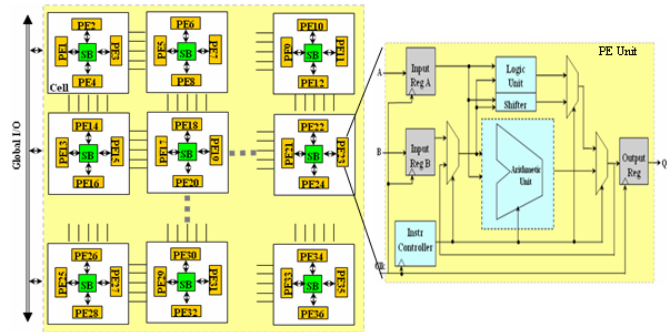 Global I/O
PE2
PE1
SB
PE3
PE4
Cell
PE6
PE5
SB
PE7
PE8
PE10
PE9
SB
PE11
PE12
PE14
PE13
SB
PE15
PE16
PE18
PE17
SB
PE19
PE20
PE22
PE21
SB
PE23
PE24
PE26
PE25
SB
PE27
PE28
PE30
PE29
SB
PE31
PE32
PE34
PE33
SB
PE35
PE36
PE Unit
A
Input
Reg A
Logic
Unit
Shifter
B
Input
Reg B
Arithmetic
Unit
Output
Reg
Q
Instr
Controller
Clk